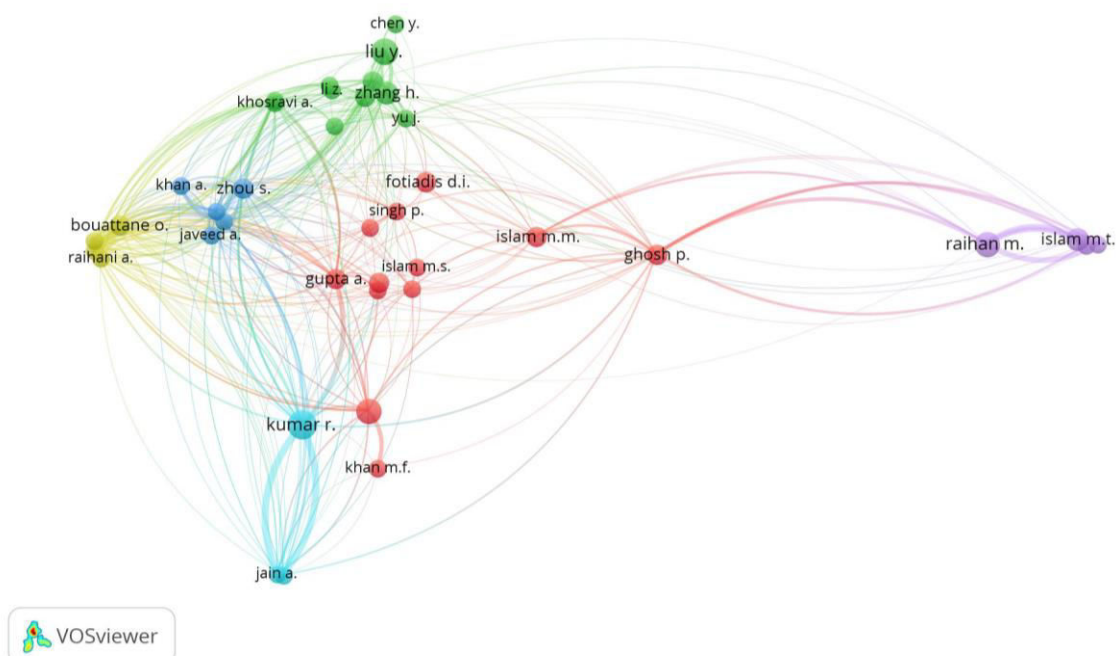 chen y.
liu y.
li z.
zhang h.
khosravi a.
yu j.
khan a.
zhou s.
fotiadis d.i.
singh p.
bouattane o.
javeed a.
islam m.m.
raihan m.
islam m.t.
raihani a.
ghosh p.
islam m.s.
gupta a.
kumar r.
khan m.f.
jain a.
VOSviewer